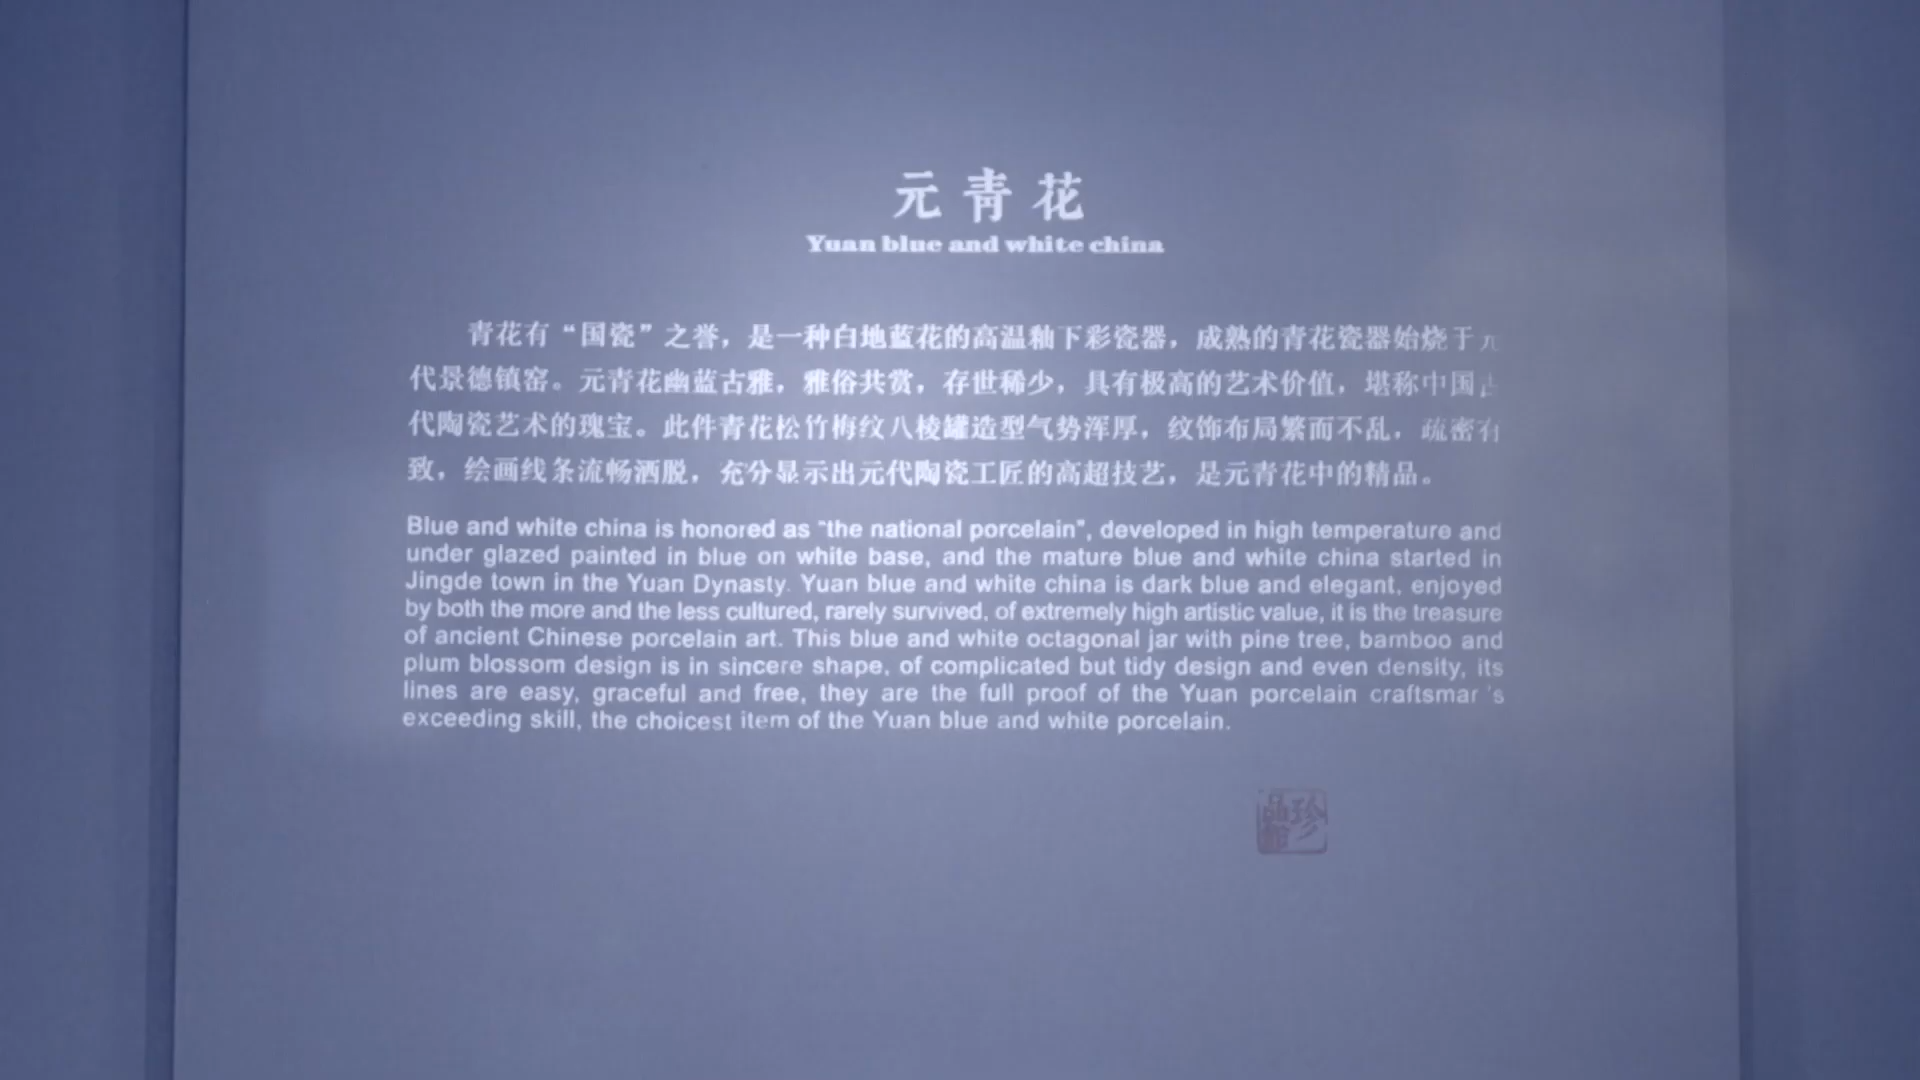 元青花
Yuan blue and white china
青花有“国瓷”之誉，是一种白地蓝花的高温釉下彩瓷器，成熟的青花瓷器始烧于元
代景德镇窑。元青花幽蓝古雅，雅俗共赏，存世稀少，具有极高的艺术价值，堪称中国古
代陶瓷艺术的瑰宝。此件青花松竹梅纹八棱罐造型气势浑厚，纹饰布局繁而不乱，疏密有
致，绘画线条流畅洒脱，充分显示出元代陶瓷工匠的高超技艺，是元青花中的精品。
Blue and white china is honored as "the national porcelain", developed in high temperature and
under glazed painted in blue on white base, and the mature blue and white china started in
Jingde town in the Yuan Dynasty. Yuan blue and white china is dark blue and elegant, enjoyed
by both the more and the less cultured, rarely survived, of extremely high artistic value, it is the treasure
of ancient Chinese porcelain art. This blue and white octagonal jar with pine tree, bamboo and
plum blossom design is in sincere shape, of complicated but tidy design and even density, its
lines are easy, graceful and free, they are the full proof of the Yuan porcelain craftsman's
exceeding skill, the choicest item of the Yuan blue and white porcelain.
珍品